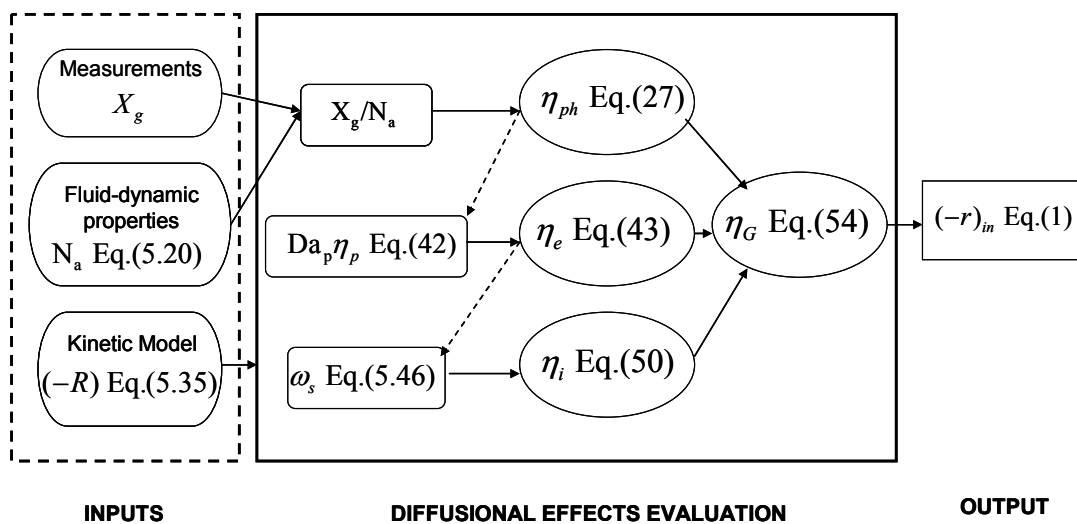 Measurements
X_g
Fluid-dynamic
properties
N_a Eq.(5.20)
Kinetic Model
(−R) Eq.(5.35)
X_g/N_a
η_ph Eq.(27)
Da_p η_p Eq.(42)
η_e Eq.(43)
ω_s Eq.(5.46)
η_i Eq.(50)
η_G Eq.(54)
(−r)_in Eq.(1)
INPUTS
DIFFUSIONAL EFFECTS EVALUATION
OUTPUT